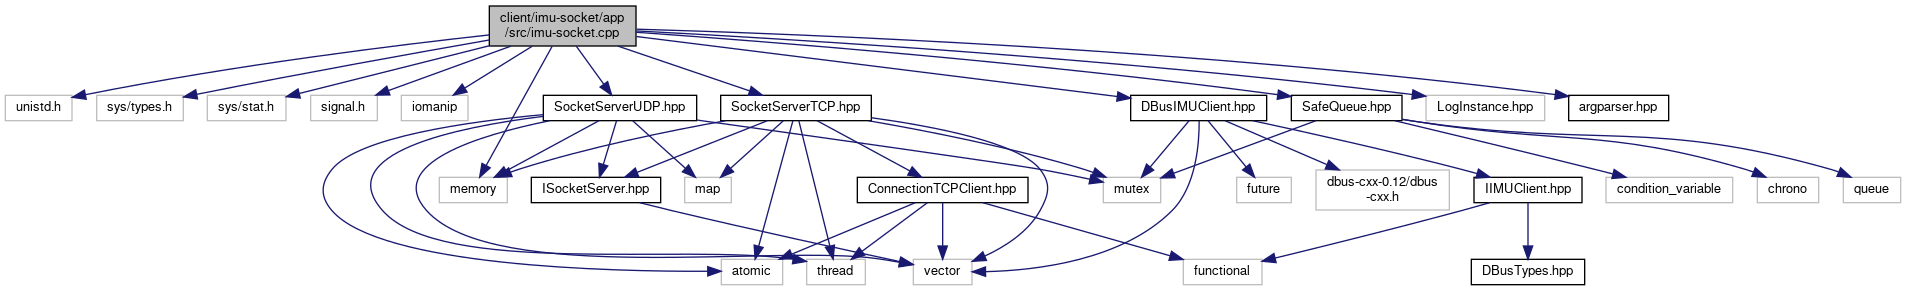 client/imu-socket/app
/src/imu-socket.cpp
unistd.h
sys/types.h
sys/stat.h
signal.h
iomanip
SocketServerUDP.hpp
SocketServerTCP.hpp
DBusIMUClient.hpp
SafeQueue.hpp
LogInstance.hpp
argparser.hpp
memory
ISocketServer.hpp
map
ConnectionTCPClient.hpp
mutex
future
dbus-cxx-0.12/dbus
-cxx.h
IIMUClient.hpp
condition_variable
chrono
queue
atomic
thread
vector
functional
DBusTypes.hpp